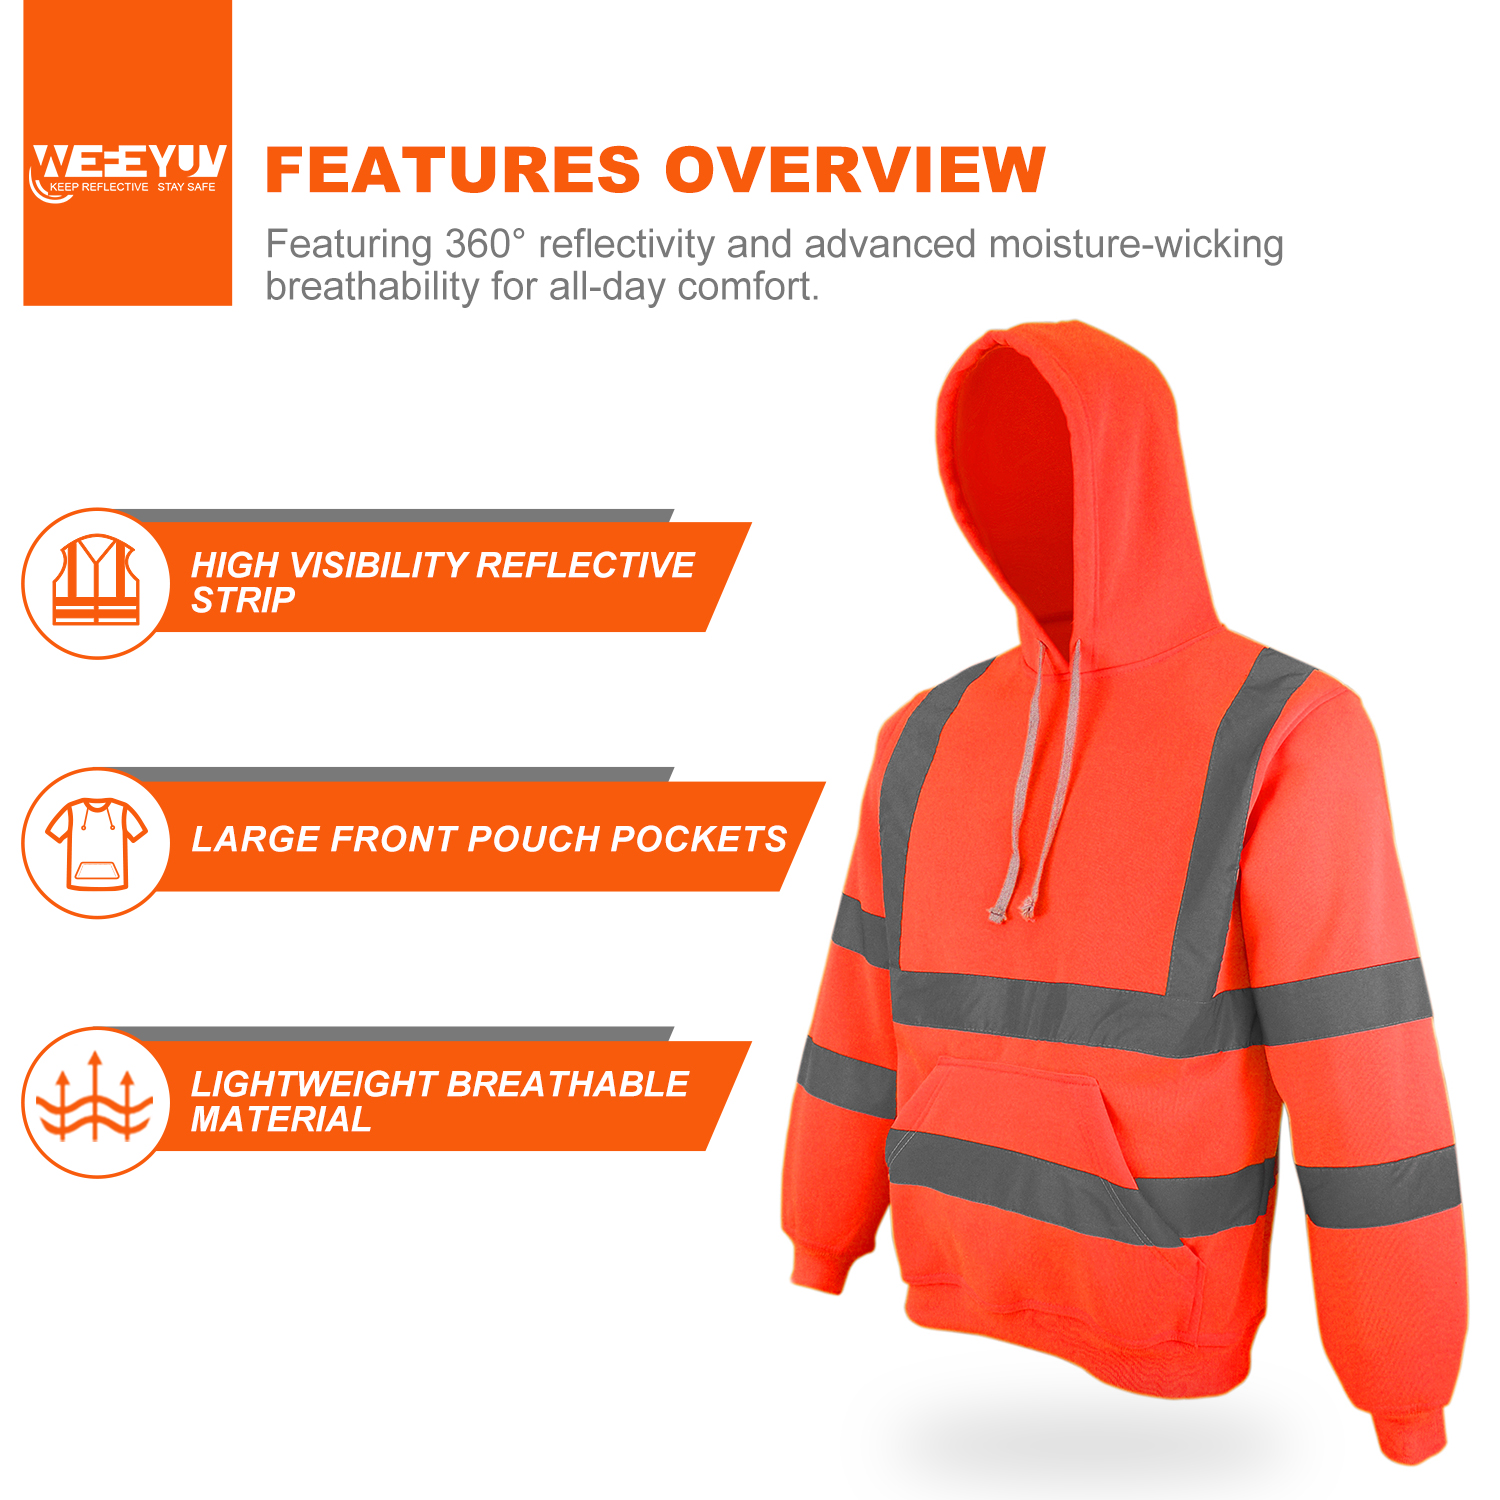 WEFEYUV
KEEP REFLECTIVE STAY SAFE
FEATURES OVERVIEW
Featuring 360° reflectivity and advanced moisture-wicking
breathability for all-day comfort.
HIGH VISIBILITY REFLECTIVE
STRIP
LARGE FRONT POUCH POCKETS
LIGHTWEIGHT BREATHABLE
MATERIAL